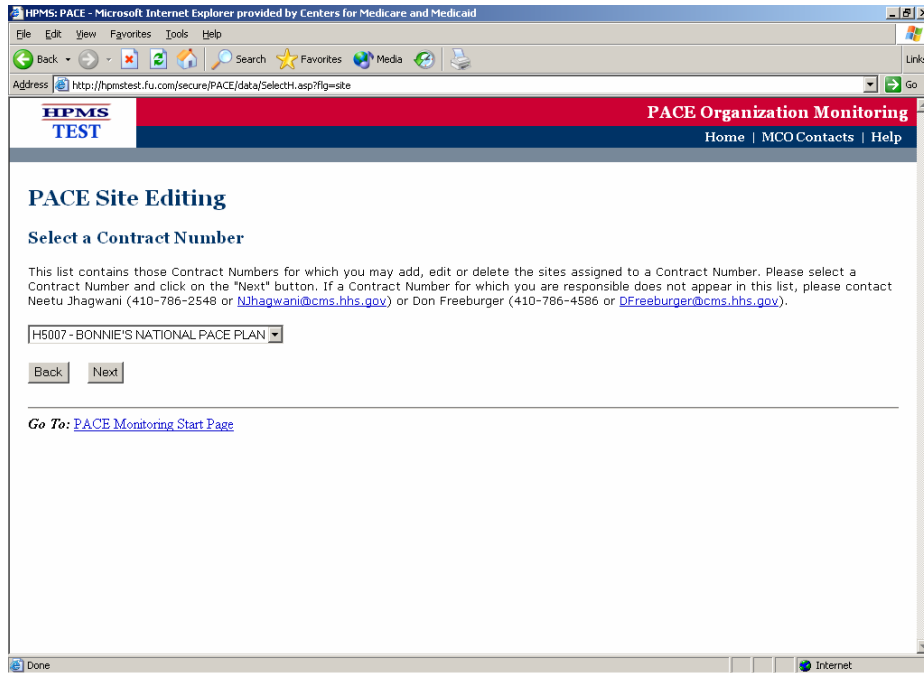 HPMS: PACE - Microsoft Internet Explorer provided by Centers for Medicare and Medicaid
File Edit View Favorites Tools Help
Back Search Favorites Media Links
Address http://hpmstest.fu.com/secure/PACE/data/SelectH.asp?flg=site Go
HPMS
TEST
PACE Organization Monitoring
Home | MCO Contacts | Help
PACE Site Editing
Select a Contract Number
This list contains those Contract Numbers for which you may add, edit or delete the sites assigned to a Contract Number. Please select a
Contract Number and click on the "Next" button. If a Contract Number for which you are responsible does not appear in this list, please contact
Neetu Jhagwani (410-786-2548 or NJhagwani@cms.hhs.gov) or Don Freeburger (410-786-4586 or DFreeburger@cms.hhs.gov).
H5007 - BONNIE'S NATIONAL PACE PLAN
Back Next
Go To: PACE Monitoring Start Page
Done Internet